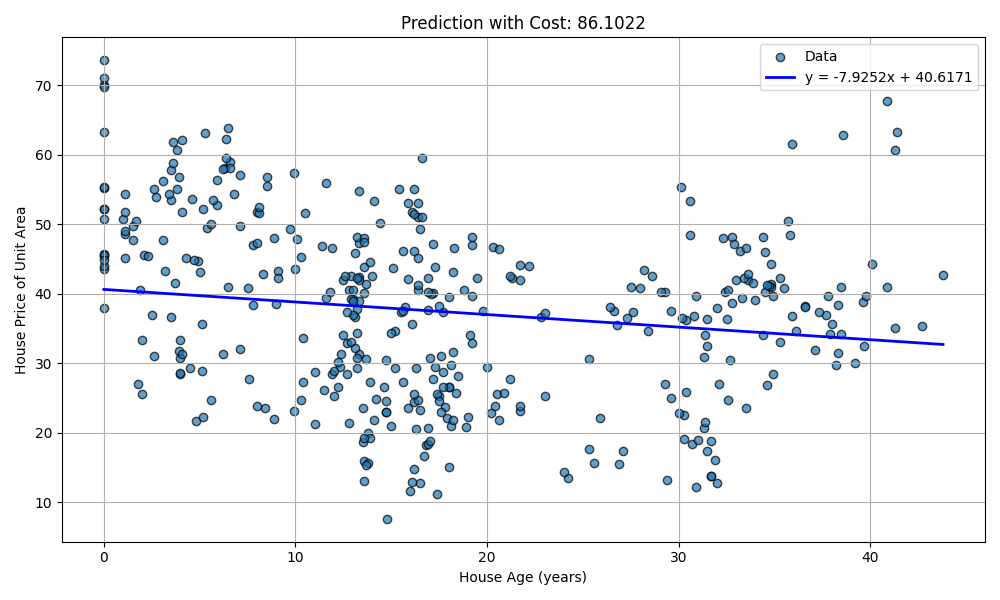 Prediction with Cost: 86.1022
Data
y = -7.9252x + 40.6171
House Price of Unit Area
70
60
50
40
30
20
10
0 10 20 30 40
House Age (years)